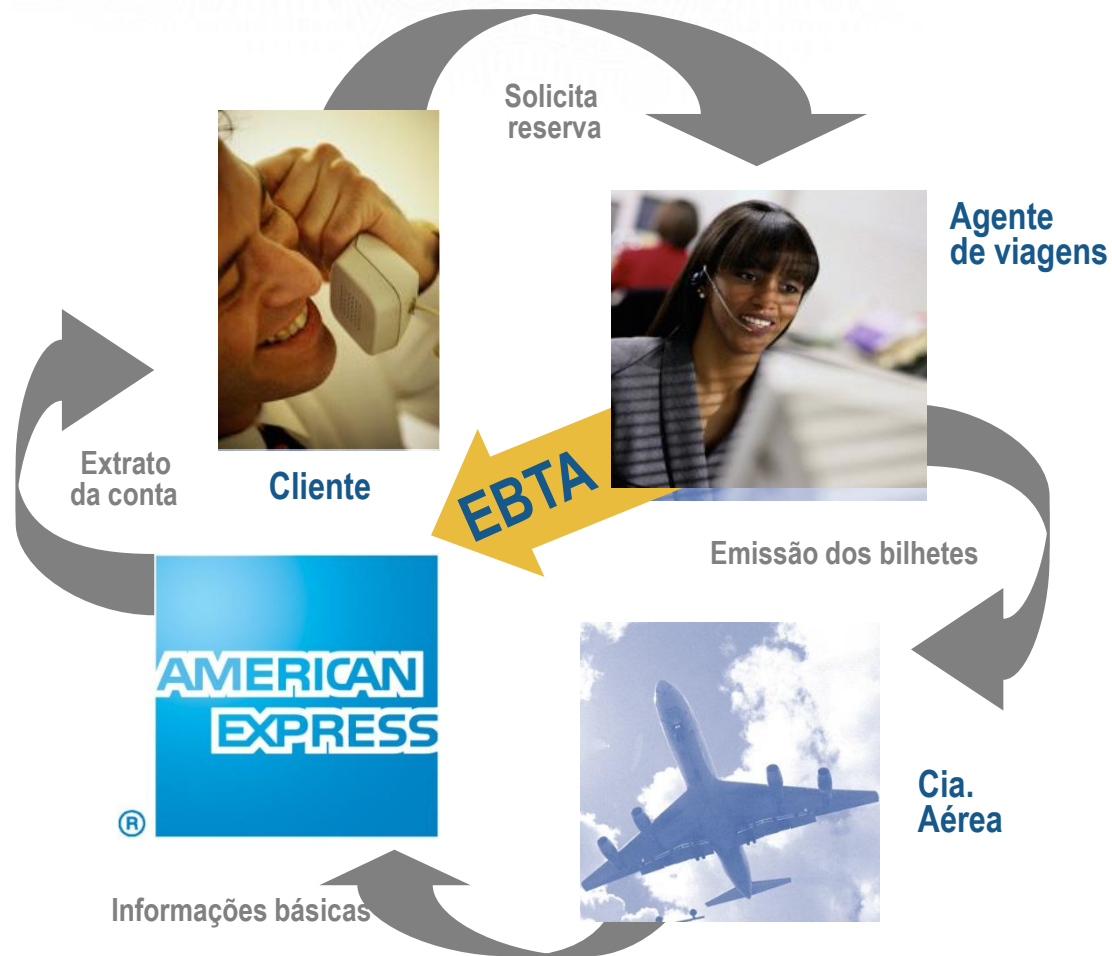 Solicita
reserva
Agente
de viagens
Extrato
da conta
Cliente
EBTA
Emissão dos bilhetes
AMERICAN
EXPRESS
®
Cia.
Aérea
Informações básicas